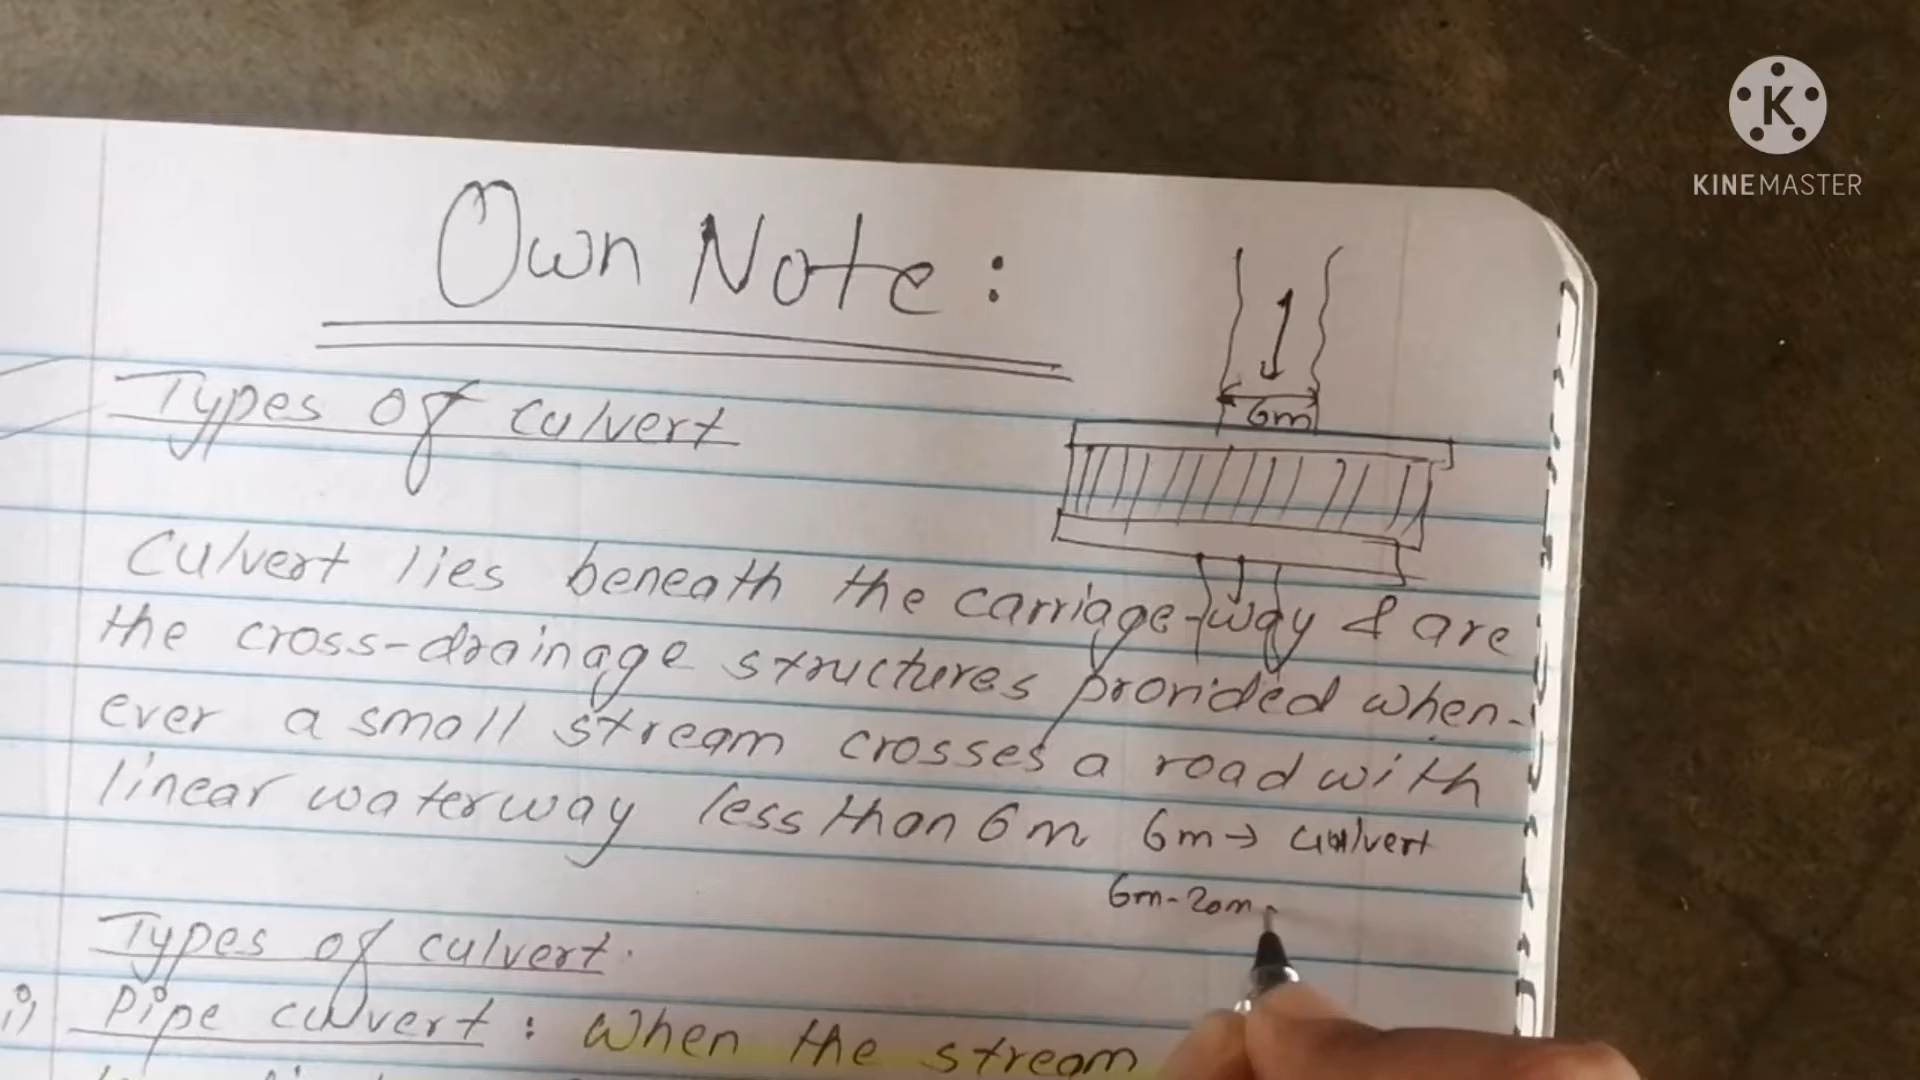 K
KINEMASTER
Own Note:
6m
Types of culvert
Culvert lies beneath the carriage-way & are
the cross-drainage structures provided when-
ever a small stream crosses a road with
linear waterway less than 6m 6m → culvert
6m-20m
Types of culvert.
i) Pipe culvert : When the stream